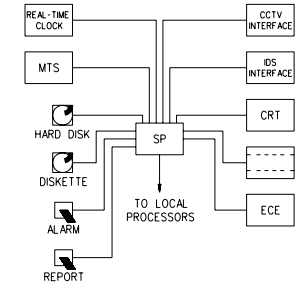 REAL-TIME
CLOCK
CCTV
INTERFACE
MTS
IDS
INTERFACE
HARD DISK
CRT
SP
DISKETTE
TO LOCAL
PROCESSORS
ALARM
ECE
REPORT